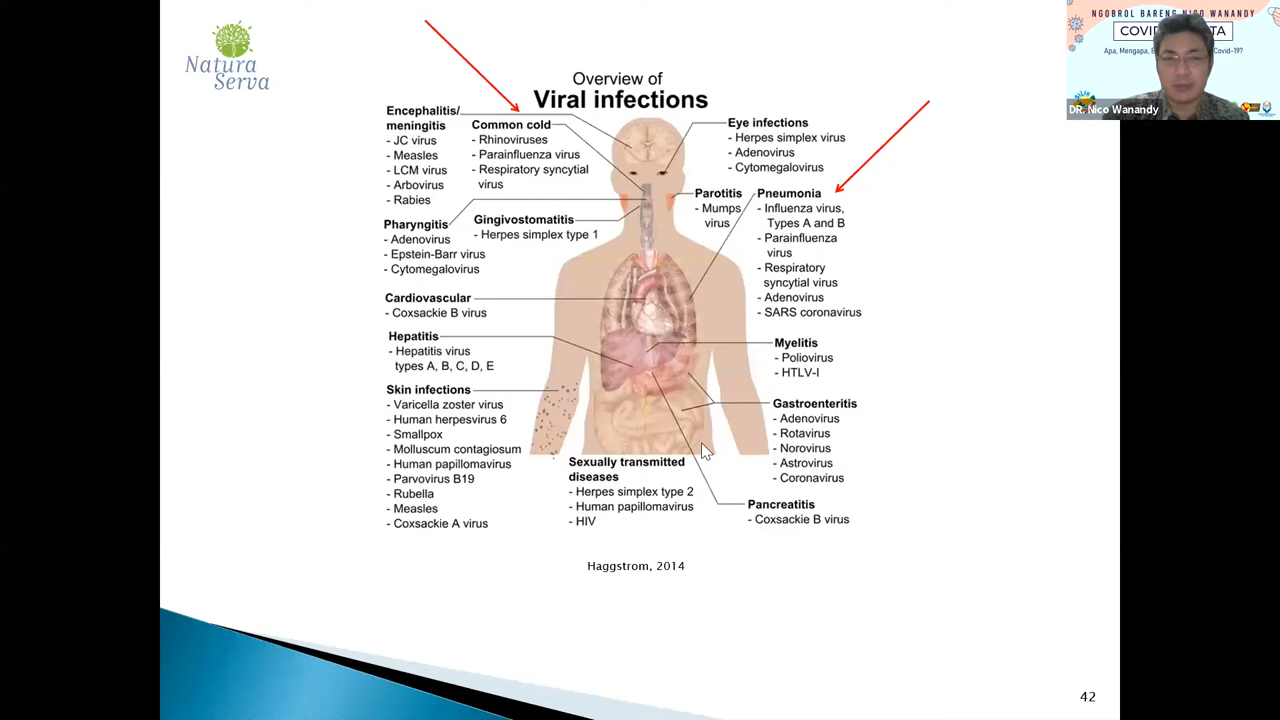 Natura
Serva
NGOBROL BARENG NICO WANANDY
COVID
TA
Apa, Mengapa,
Covid-19?
DR. Nico Wanandy
Overview of
Viral infections
Encephalitis/
meningitis
- JC virus
- Measles
- LCM virus
- Arbovirus
- Rabies
Common cold
- Rhinoviruses
- Parainfluenza virus
- Respiratory syncytial
virus
Eye infections
- Herpes simplex virus
- Adenovirus
- Cytomegalovirus
Pharyngitis
- Adenovirus
- Epstein-Barr virus
- Cytomegalovirus
Gingivostomatitis
- Herpes simplex type 1
Parotitis
- Mumps
virus
Pneumonia
- Influenza virus,
Types A and B
- Parainfluenza
virus
- Respiratory
syncytial virus
- Adenovirus
- SARS coronavirus
Cardiovascular
- Coxsackie B virus
Hepatitis
- Hepatitis virus
types A, B, C, D, E
Myelitis
- Poliovirus
- HTLV-I
Skin infections
- Varicella zoster virus
- Human herpesvirus 6
- Smallpox
- Molluscum contagiosum
- Human papillomavirus
- Parvovirus B19
- Rubella
- Measles
- Coxsackie A virus
Gastroenteritis
- Adenovirus
- Rotavirus
- Norovirus
- Astrovirus
- Coronavirus
Sexually transmitted
diseases
- Herpes simplex type 2
- Human papillomavirus
- HIV
Pancreatitis
- Coxsackie B virus
Haggstrom, 2014
42